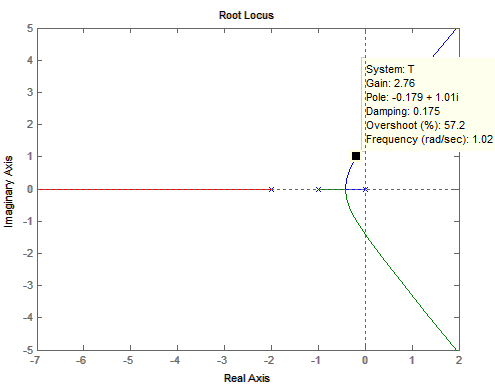 Root Locus
5
4
3
2
1
0
-1
-2
-3
-4
-5
Imaginary Axis
System: T
Gain: 2.76
Pole: -0.179 + 1.01i
Damping: 0.175
Overshoot (%): 57.2
Frequency (rad/sec): 1.02
-7 -6 -5 -4 -3 -2 -1 0 1 2
Real Axis